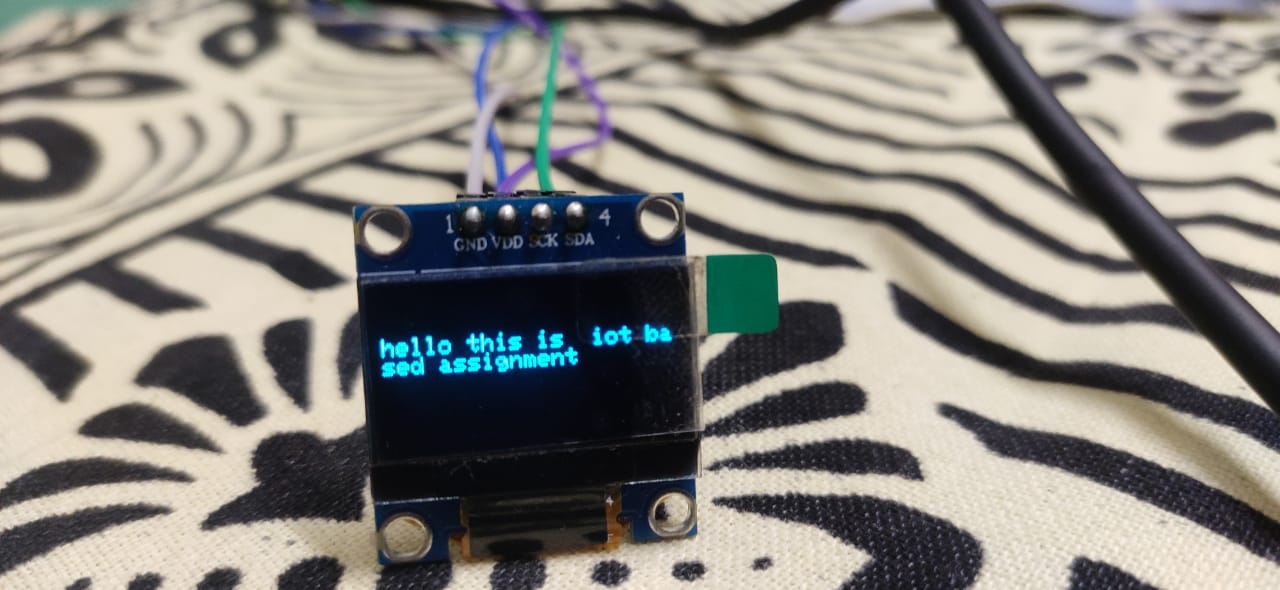 1 4
GND VDD SCK SDA
hello this is, iot ba
sed assignment